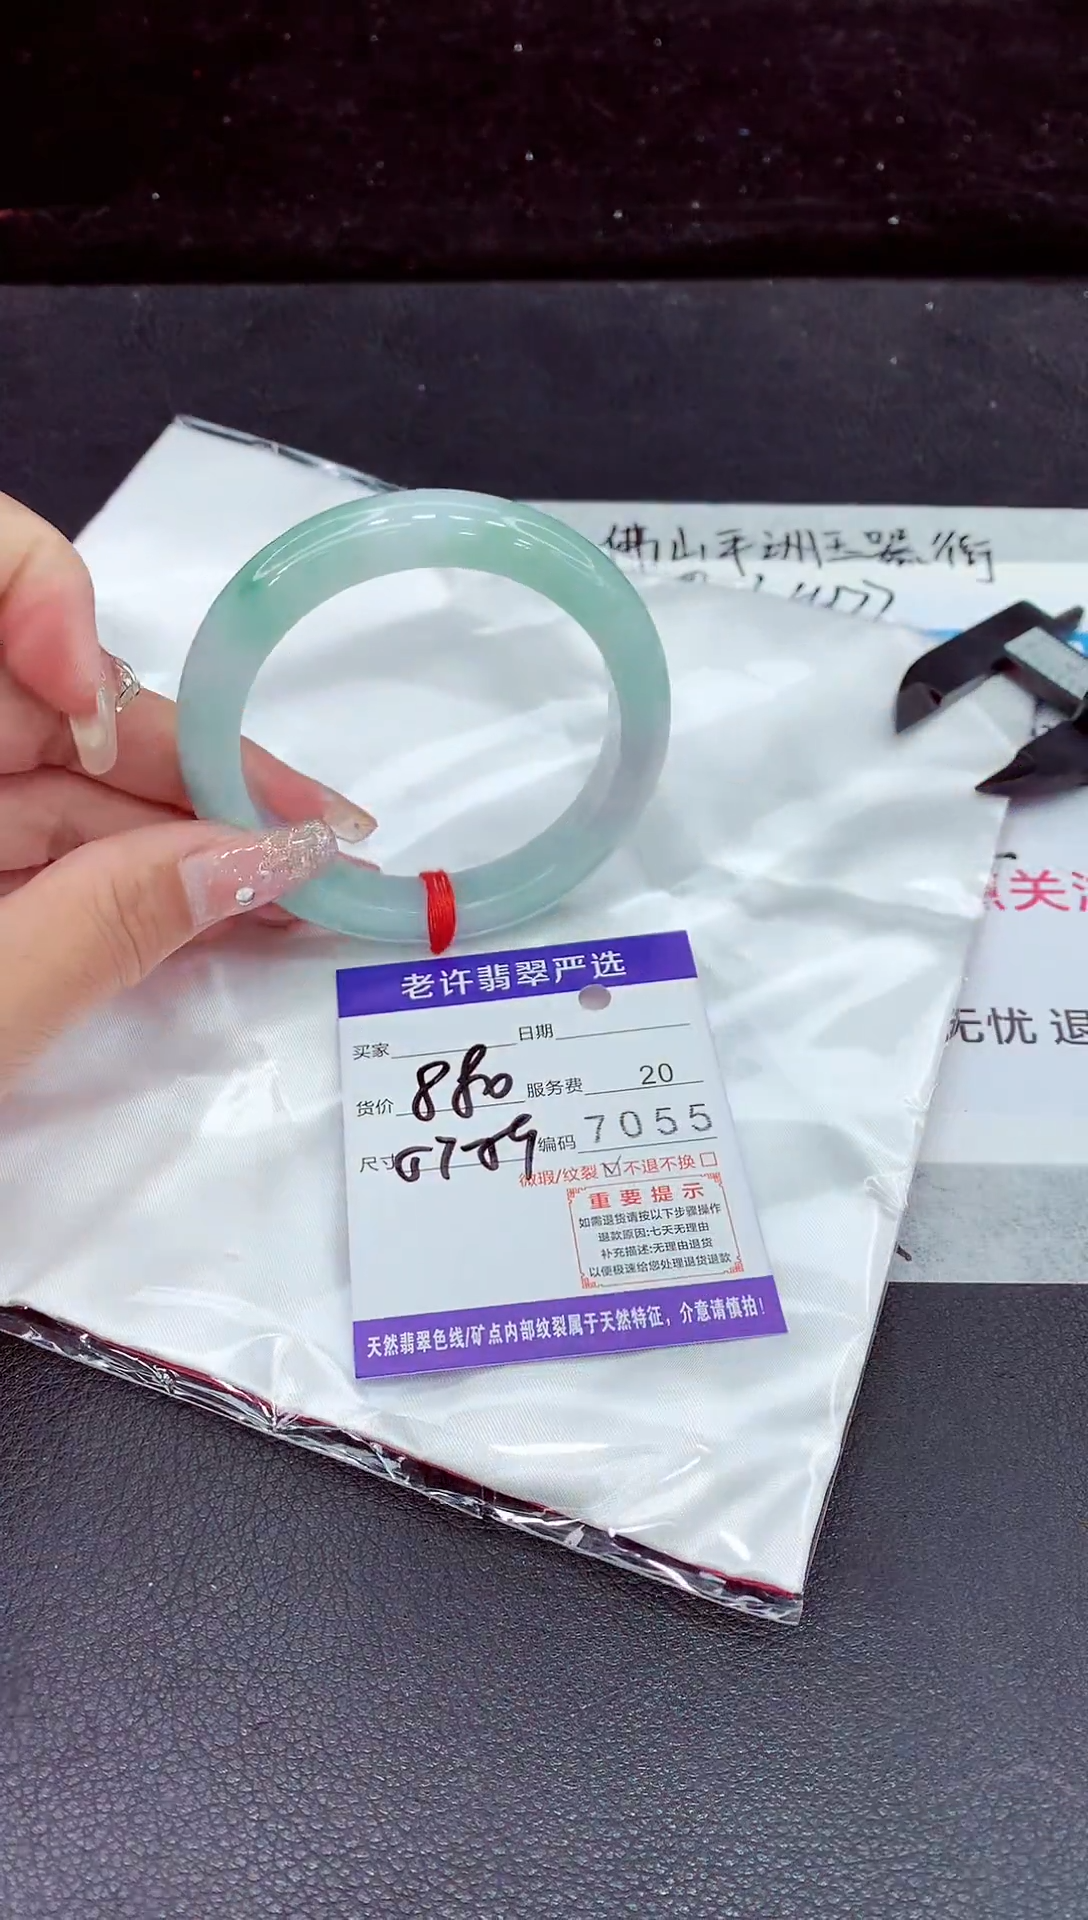 佛山平洲玉器街
点关注
无忧 退
老许翡翠严选
买家 日期
货价 880 服务费 20
尺寸 编码 7055
微瑕/纹裂 ☑ 不退不换 ☐
重要提示
如需退货请按以下步骤操作
退款原因:七天无理由
补充描述:无理由退货
以便极速给您处理退货退款
天然翡翠色线/矿点内部纹裂属于天然特征，介意请慎拍!